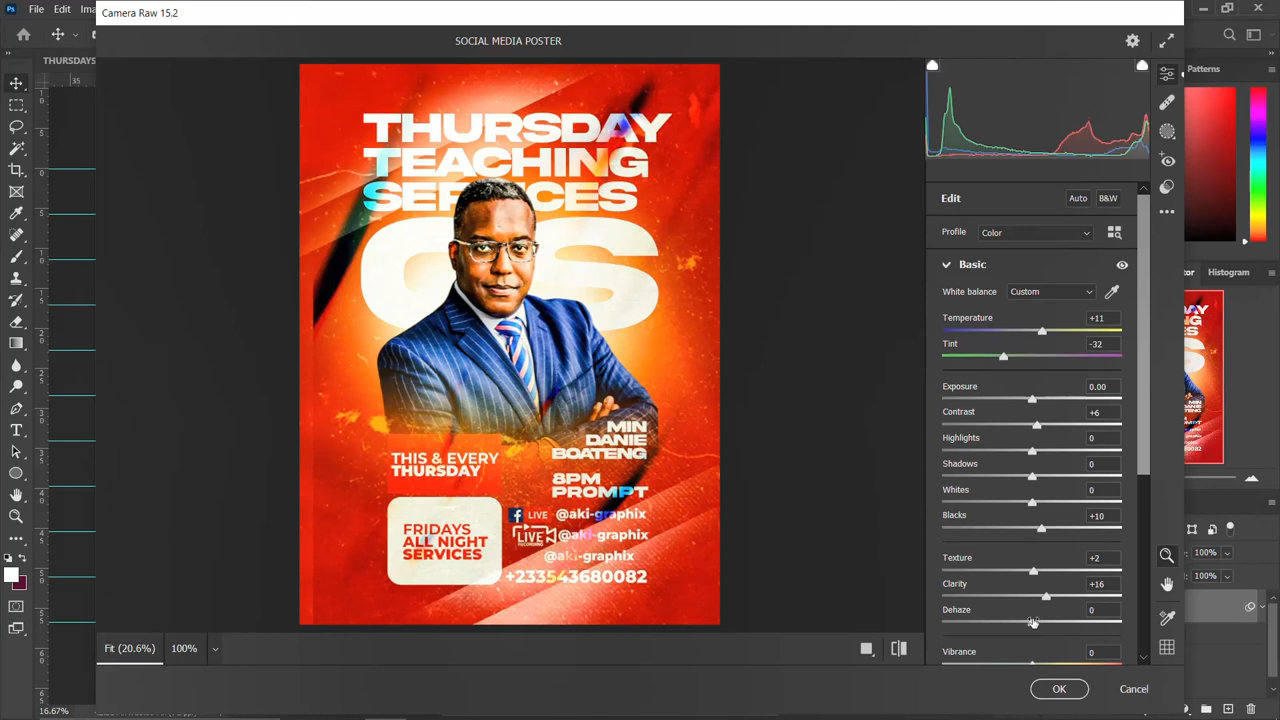 Camera Raw 15.2
File Edit
SOCIAL MEDIA POSTER
THURSDAYS
THURSDAY
TEACHING
SERVICES
MIN
DANIE
BOATENG
THIS & EVERY
THURSDAY
8PM
PROMPT
LIVE @aki-graphix
LIVE @aki-graphix
@aki-graphix
+233543680082
FRIDAYS
ALL NIGHT
SERVICES
Fit (20.6%) 100%
Edit Auto B&W
Profile Color
Basic
White balance Custom
Temperature +11
Tint -32
Exposure 0.00
Contrast +6
Highlights 0
Shadows 0
Whites 0
Blacks +10
Texture +2
Clarity +16
Dehaze 0
Vibrance 0
OK Cancel
Patterns
Histogram
100%
100%
16.67%